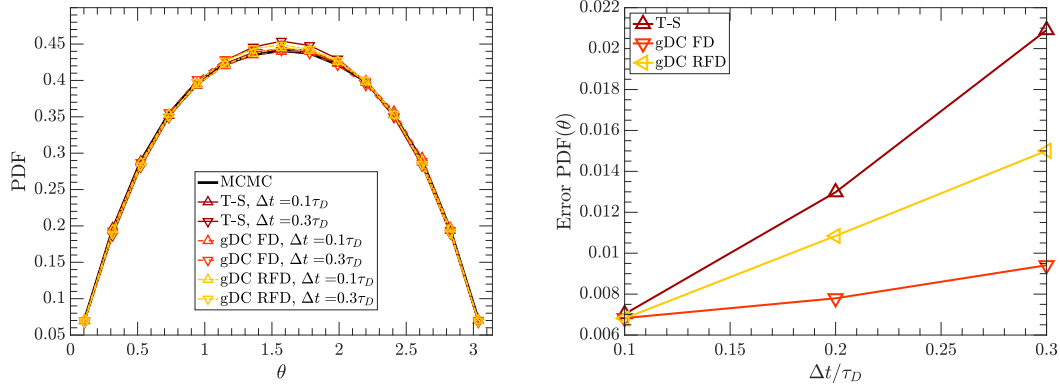 PDF
0.45
0.4
0.35
0.3
0.25
0.2
0.15
0.1
0.05
0 0.5 1 1.5 2 2.5 3
θ
MCMC
T-S, Δt =0.1τ_D
T-S, Δt =0.3τ_D
gDC FD, Δt =0.1τ_D
gDC FD, Δt =0.3τ_D
gDC RFD, Δt =0.1τ_D
gDC RFD, Δt =0.3τ_D
Error PDF(θ)
0.022
0.02
0.018
0.016
0.014
0.012
0.01
0.008
0.006
0.1 0.15 0.2 0.25 0.3
Δt/τ_D
T-S
gDC FD
gDC RFD